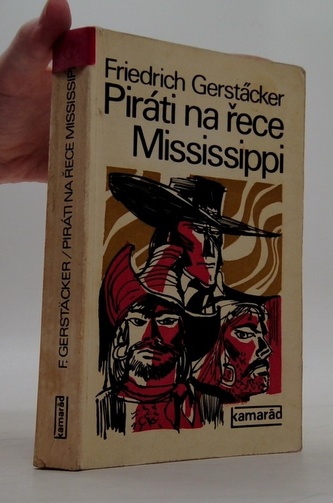 Friedrich Gerstäcker
Piráti na řece
Mississippi
kamarád
F. GERSTÄCKER / PIRÁTI NA ŘECE MISSISSIPPI
kamarád